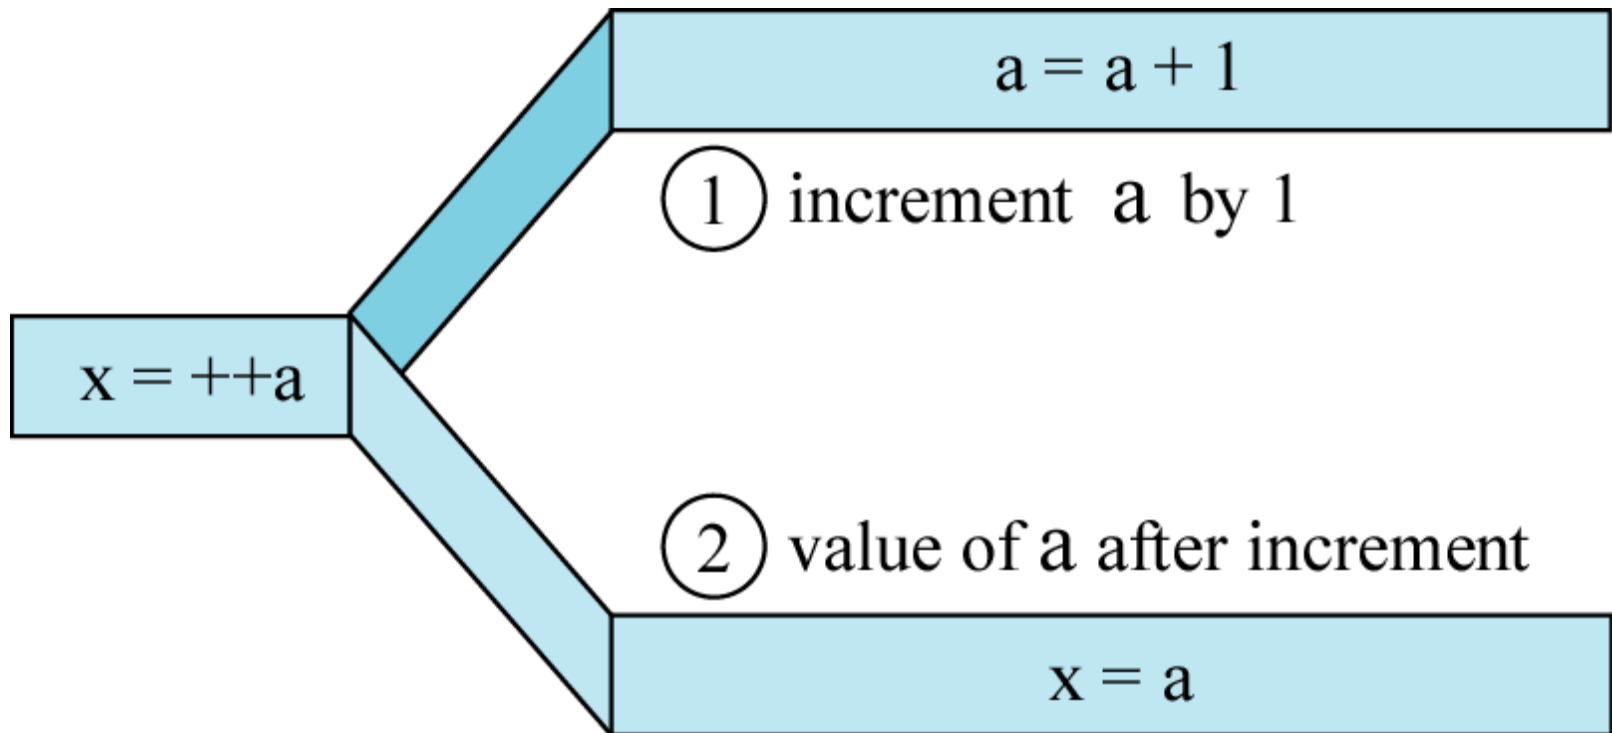 a = a + 1
1 increment a by 1
x = ++a
2 value of a after increment
x = a